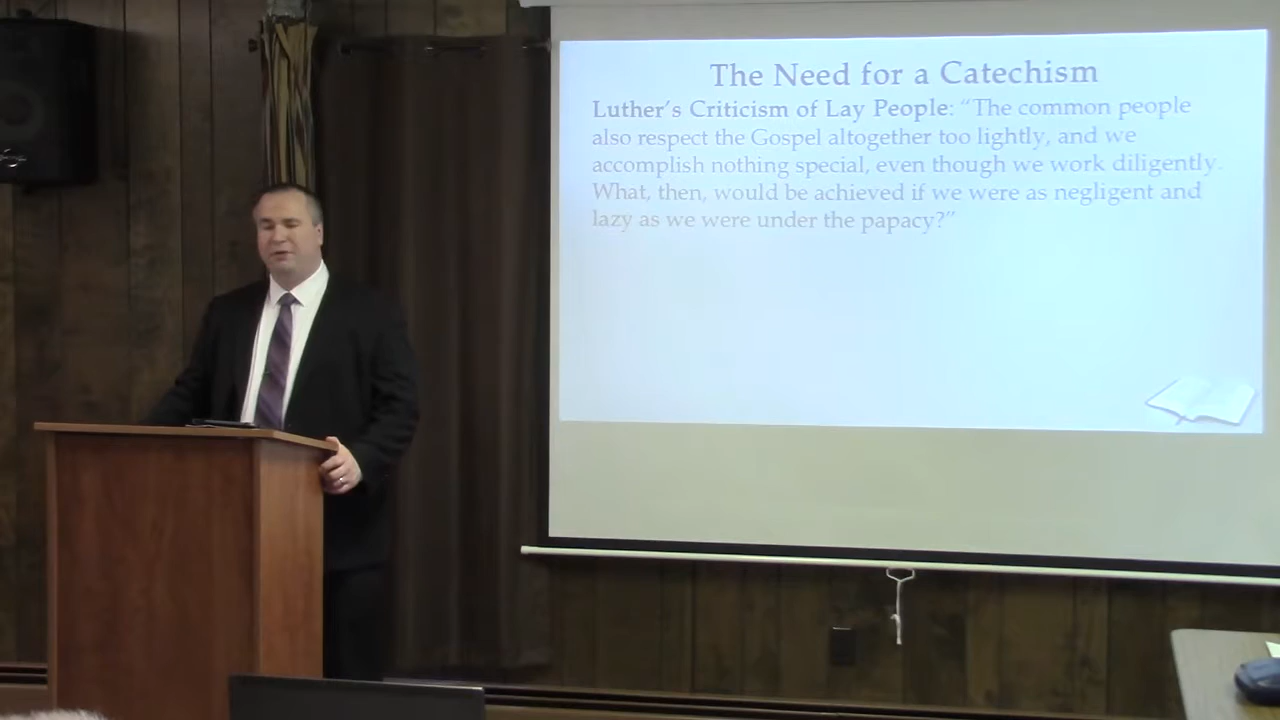 The Need for a Catechism
Luther's Criticism of Lay People: “The common people
also respect the Gospel altogether too lightly, and we
accomplish nothing special, even though we work diligently.
What, then, would be achieved if we were as negligent and
lazy as we were under the papacy?”